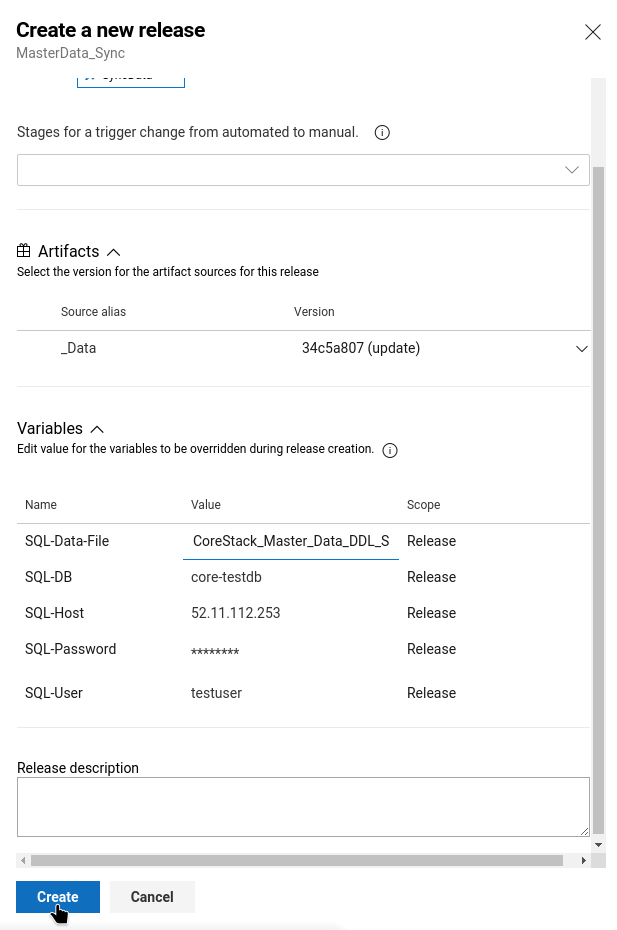 Create a new release
MasterData_Sync
SyncData
Stages for a trigger change from automated to manual.
Artifacts
Select the version for the artifact sources for this release
Source alias Version
_Data 34c5a807 (update)
Variables
Edit value for the variables to be overridden during release creation.
Name Value Scope
SQL-Data-File CoreStack_Master_Data_DDL_S Release
SQL-DB core-testdb Release
SQL-Host 52.11.112.253 Release
SQL-Password ******** Release
SQL-User testuser Release
Release description
Create Cancel